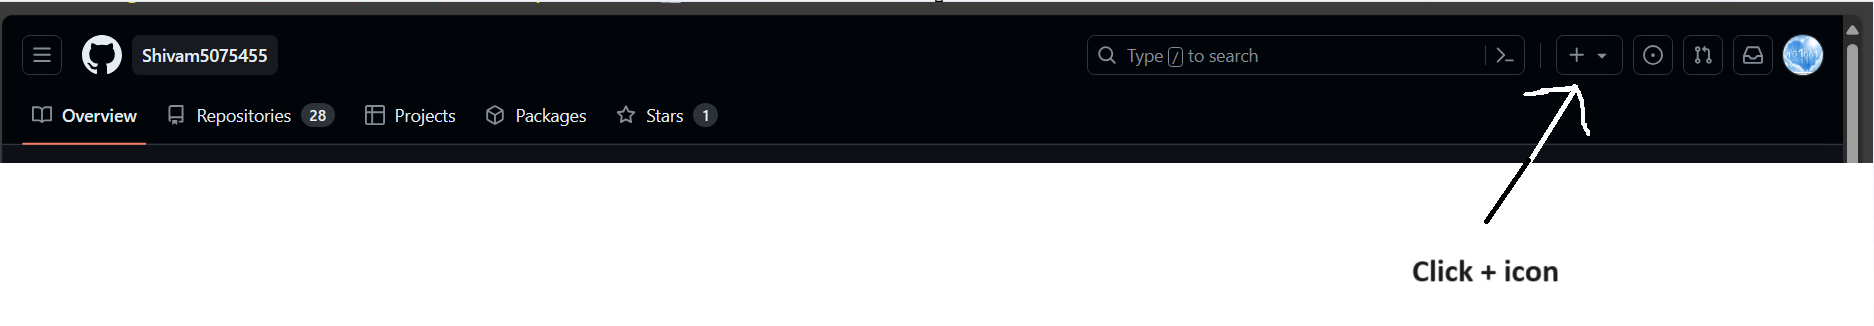 Shivam5075455
Type / to search
Overview
Repositories 28
Projects
Packages
Stars 1
Click + icon